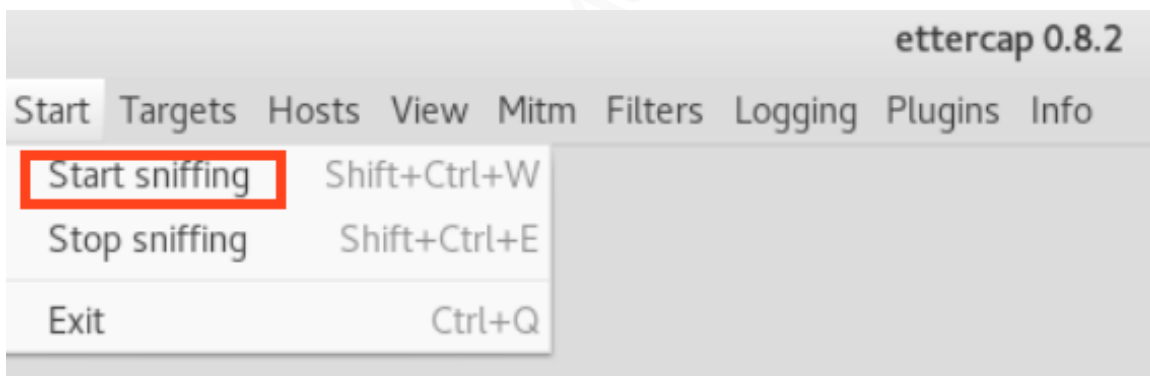 ettercap 0.8.2
Start Targets Hosts View Mitm Filters Logging Plugins Info
Start sniffing Shift+Ctrl+W
Stop sniffing Shift+Ctrl+E
Exit Ctrl+Q